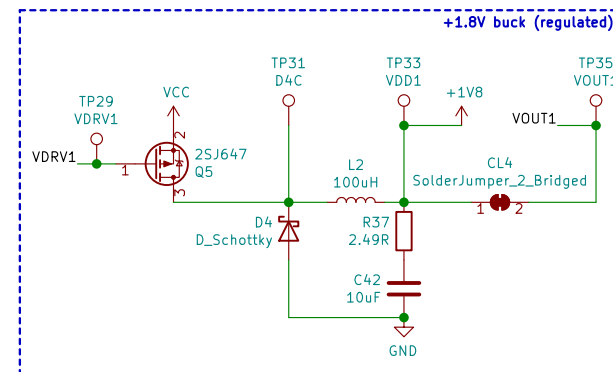 +1.8V buck (regulated)
TP31
D4C
TP33
VDD1
TP35
VOUT1
TP29
VDRV1
VCC
+1V8
VOUT1
2
2SJ647
Q5
VDRV1
1
3
L2
100uH
CL4
SolderJumper_2_Bridged
1 2
D4
D_Schottky
R37
2.49R
C42
10uF
GND